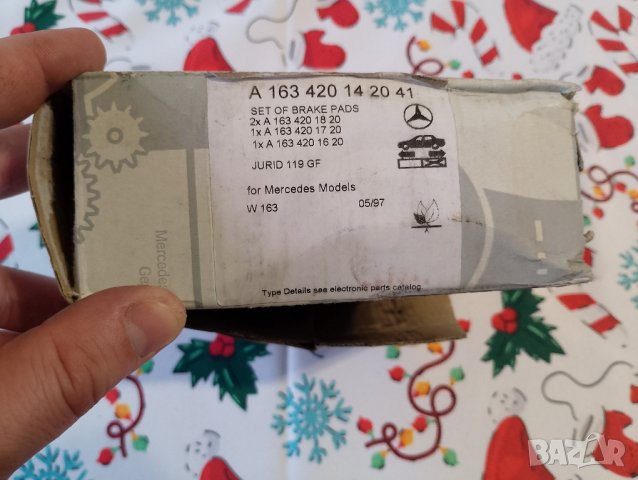 A 163 420 14 20 41
SET OF BRAKE PADS
2x A 163 420 18 20
1x A 163 420 17 20
1x A 163 420 16 20
JURID 119 GF
for Mercedes Models
W 163 05/97
Type Details see electronic parts catalog
Mercedes
Ge
BAZAR